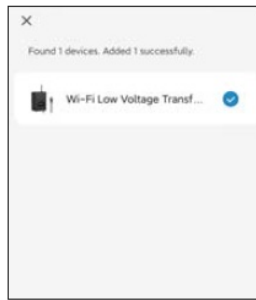 Found 1 devices. Added 1 successfully.
Wi-Fi Low Voltage Transf...